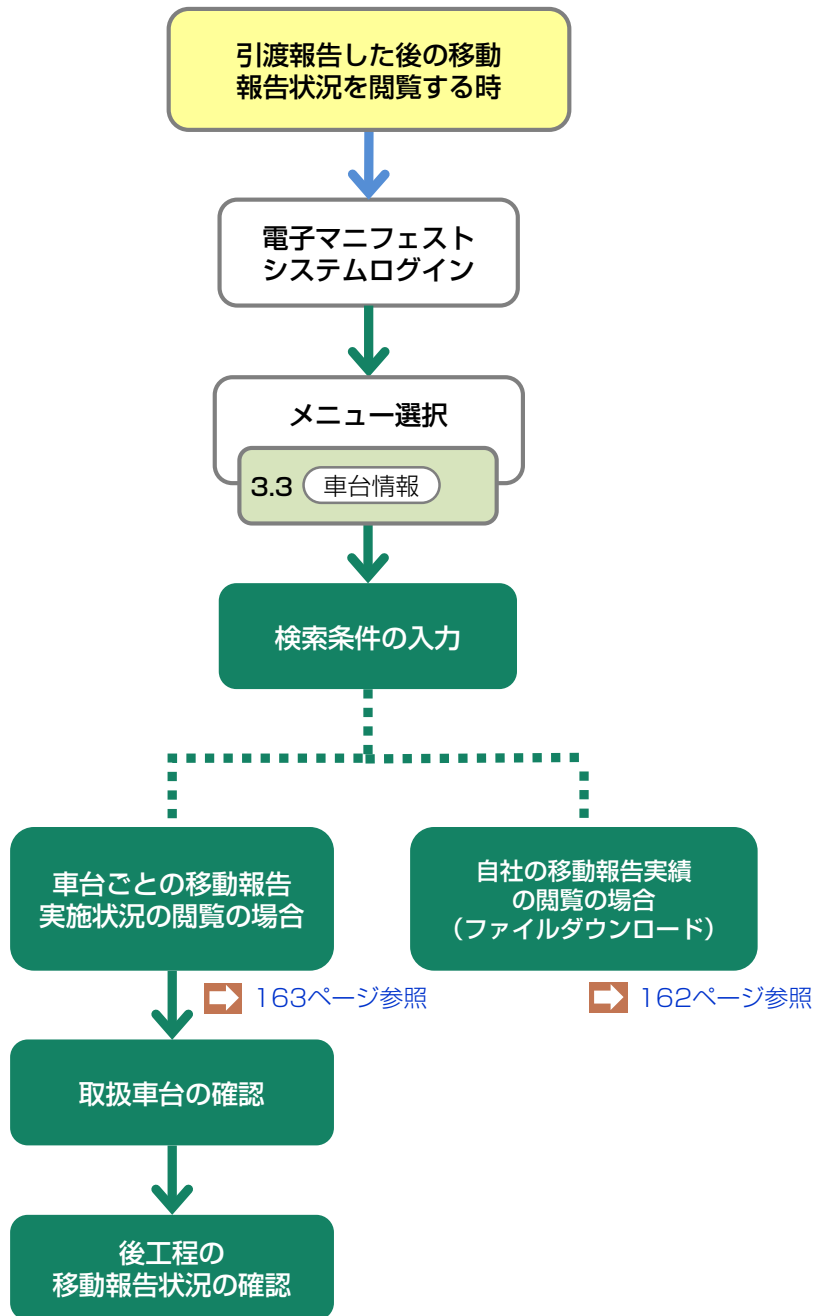 引渡報告した後の移動
報告状況を閲覧する時
電子マニフェスト
システムログイン
メニュー選択
3.3 車台情報
検索条件の入力
車台ごとの移動報告
実施状況の閲覧の場合
自社の移動報告実績
の閲覧の場合
（ファイルダウンロード）
163ページ参照
162ページ参照
取扱車台の確認
後工程の
移動報告状況の確認